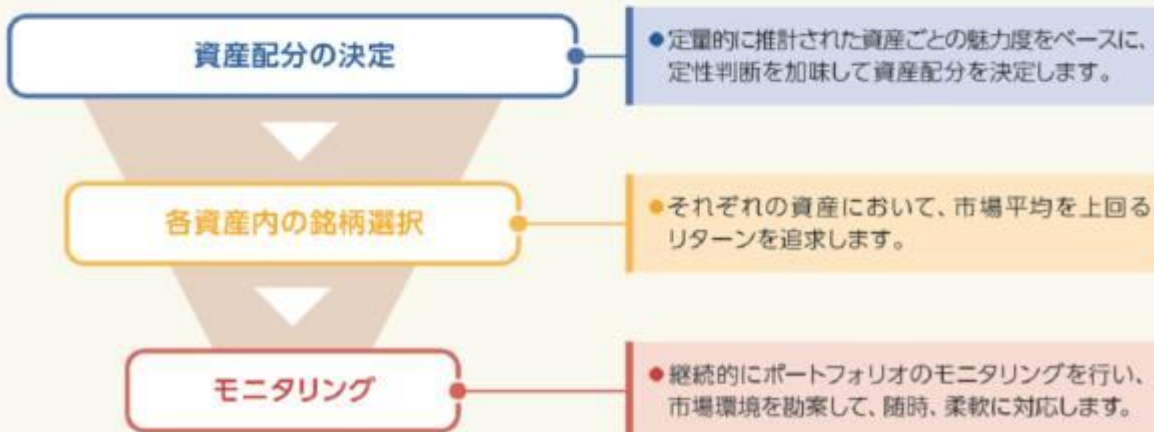 資産配分の決定
●定量的に推計された資産ごとの魅力度をベースに、
定性判断を加味して資産配分を決定します。
各資産内の銘柄選択
●それぞれの資産において、市場平均を上回る
リターンを追求します。
モニタリング
●継続的にポートフォリオのモニタリングを行い、
市場環境を勘案して、随時、柔軟に対応します。